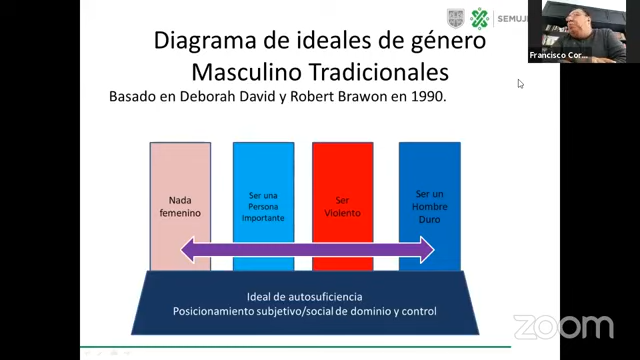 SEMUJE
Francisco Cor...
Diagrama de ideales de género
Masculino Tradicionales
Basado en Deborah David y Robert Brawon en 1990.
Nada
femenino
Ser una
Persona
Importante
Ser
Violento
Ser un
Hombre
Duro
Ideal de autosuficiencia
Posicionamiento subjetivo/social de dominio y control
zoom